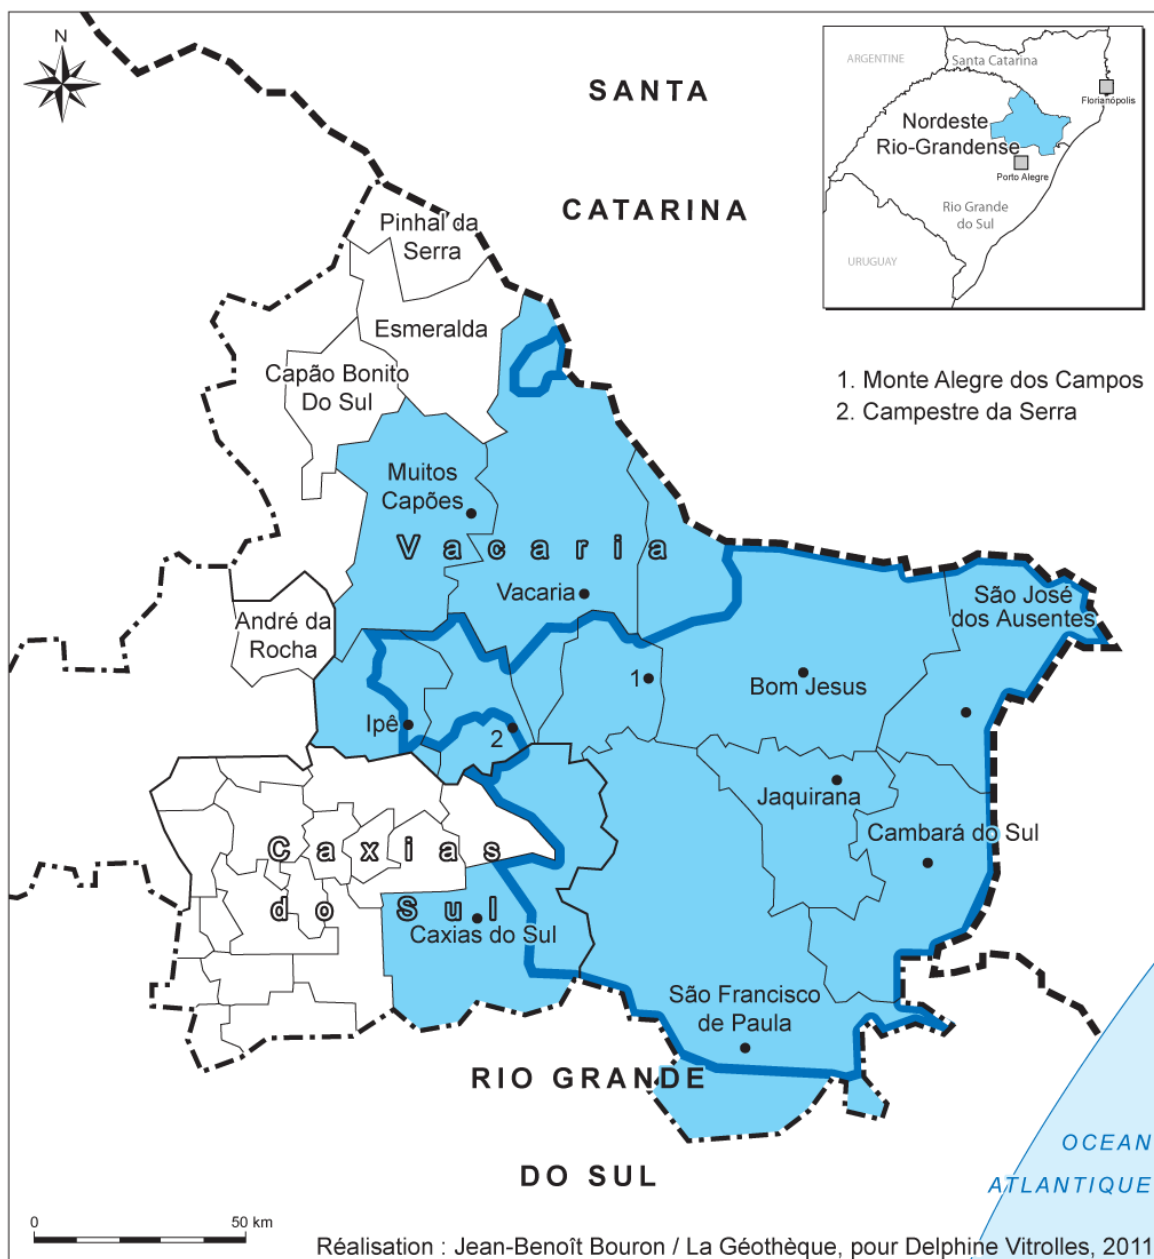 N
SANTA
CATARINA
ARGENTINE
Santa Catarina
Florianópolis
Nordeste
Rio-Grandense
Porto Alegre
Rio Grande
do Sul
URUGUAY
Pinhal da
Serra
Esmeralda
Capão Bonito
Do Sul
1. Monte Alegre dos Campos
2. Campestre da Serra
Muitos
Capões
Vacaria
Vacaria
André da
Rocha
São José
dos Ausentes
1
Bom Jesus
Ipê
2
Jaquirana
Cambará do Sul
Caxias
do Sul
Caxias do Sul
São Francisco
de Paula
RIO GRANDE
DO SUL
OCEAN
ATLANTIQUE
0 50 km
Réalisation : Jean-Benoît Bouron / La Géothèque, pour Delphine Vitrolles, 2011